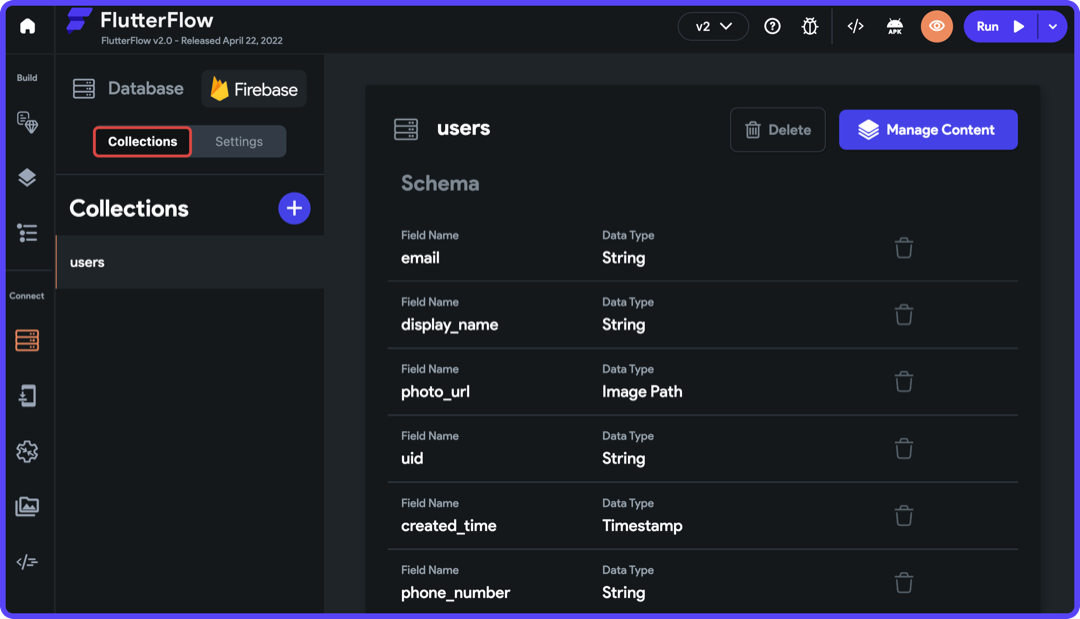 FlutterFlow
FlutterFlow v2.0 - Released April 22, 2022
v2
APK
Run
Build
Connect
Database
Firebase
Collections
Settings
Collections
users
users
Delete
Manage Content
Schema
Field Name
Data Type
email
String
Field Name
Data Type
display_name
String
Field Name
Data Type
photo_url
Image Path
Field Name
Data Type
uid
String
Field Name
Data Type
created_time
Timestamp
Field Name
Data Type
phone_number
String